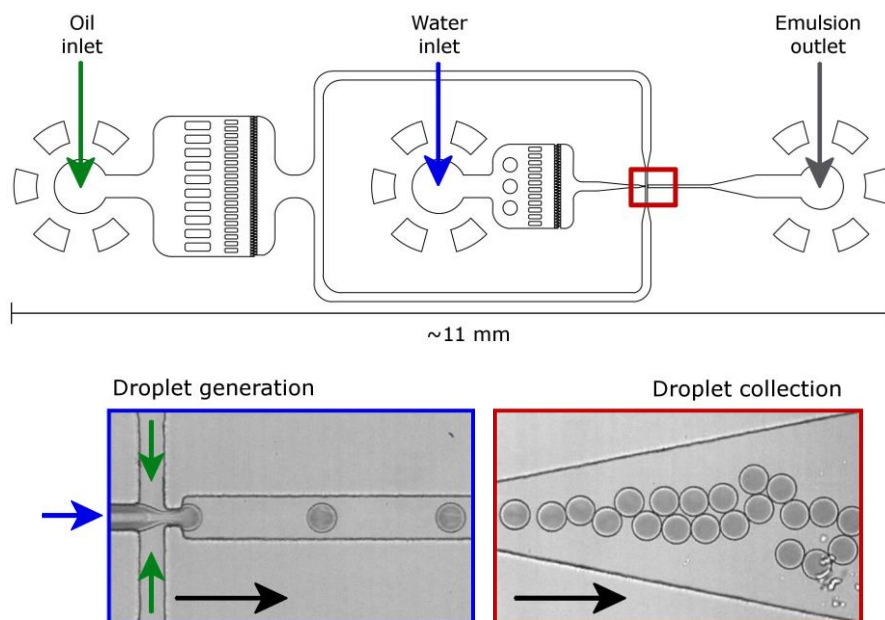 Oil
inlet
Water
inlet
Emulsion
outlet
~11 mm
Droplet generation
Droplet collection